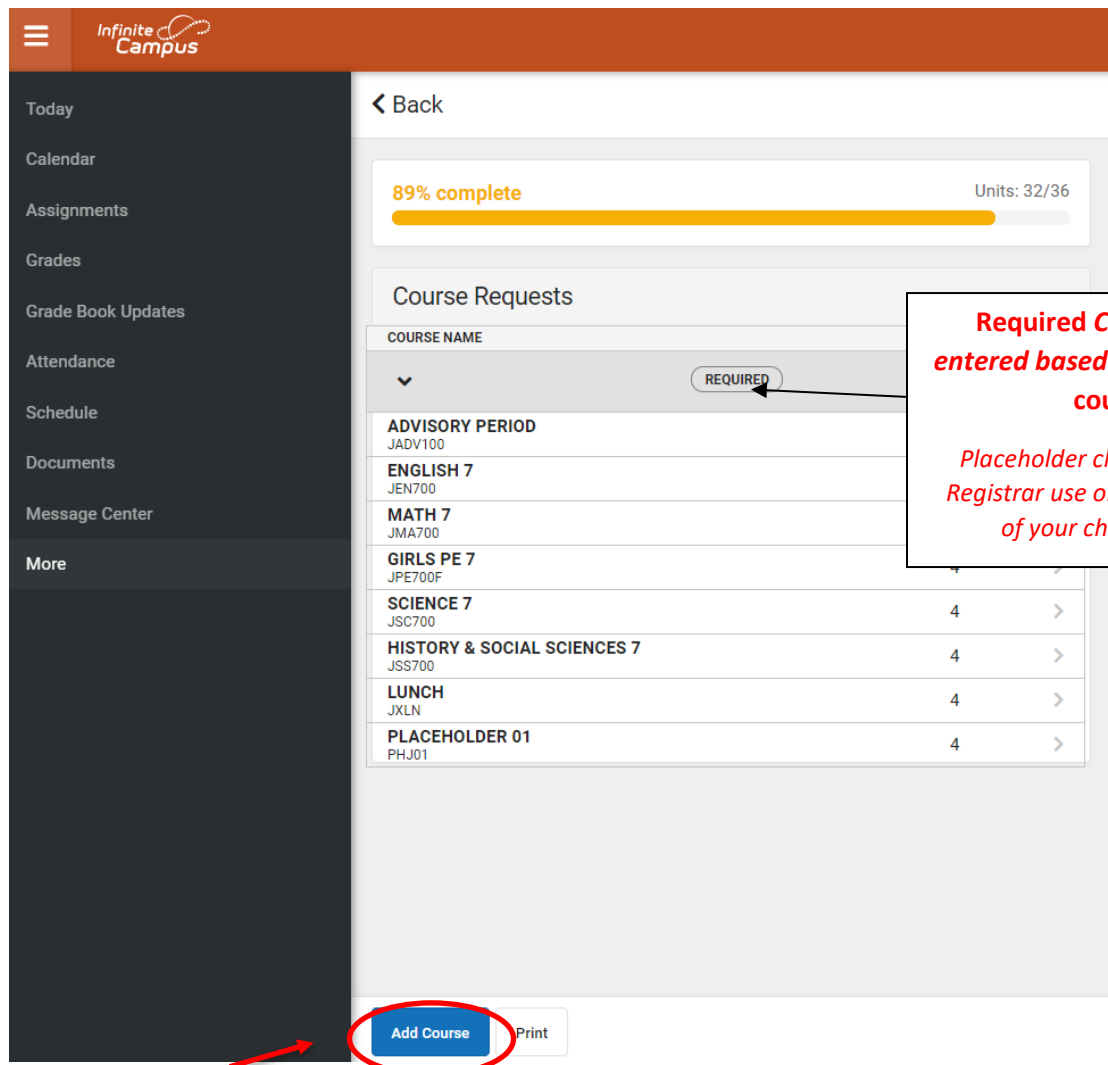 Infinite
Campus
Today
Calendar
Assignments
Grades
Grade Book Updates
Attendance
Schedule
Documents
Message Center
More
Back
89% complete
Units: 32/36
Course Requests
COURSE NAME
REQUIRED
ADVISORY PERIOD
JADV100
ENGLISH 7
JEN700
MATH 7
JMA700
GIRLS PE 7
JPE700F
SCIENCE 7
JSC700
4
HISTORY & SOCIAL SCIENCES 7
JSS700
4
LUNCH
JXLN
4
PLACEHOLDER 01
PHJ01
4
Required
entered based
Placeholder
Registrar use
of your
Add Course
Print